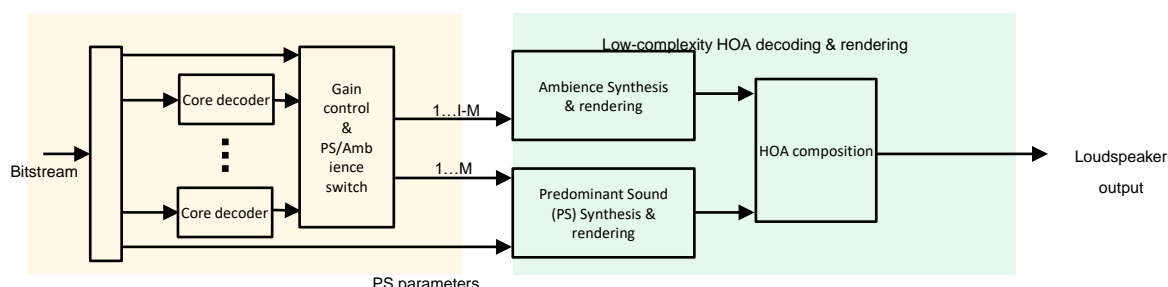 Low-complexity HOA decoding & rendering
Bitstream
Core decoder
Core decoder
Gain
control
&
PS/Amb
ience
switch
1…I-M
1…M
PS parameters
Ambience Synthesis
& rendering
Predominant Sound
(PS) Synthesis &
rendering
HOA composition
Loudspeaker
output